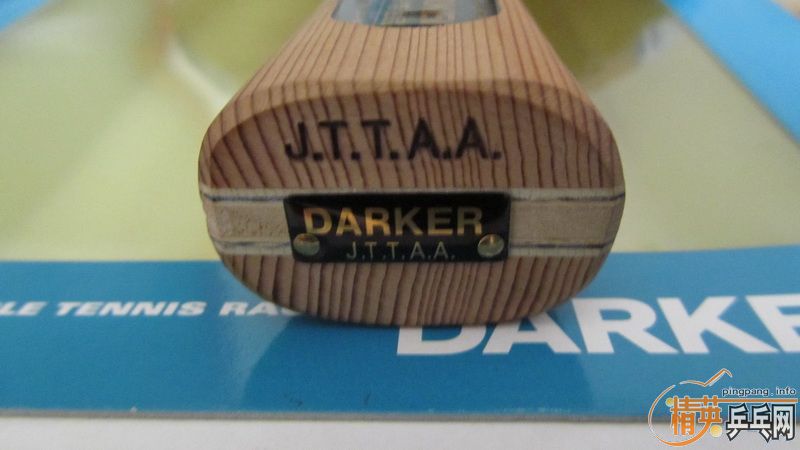 J.T.T.A.A.
DARKER
J.T.T.A.A.
LE TENNIS RA
DARKE
pingpang.info
精英乒乓网